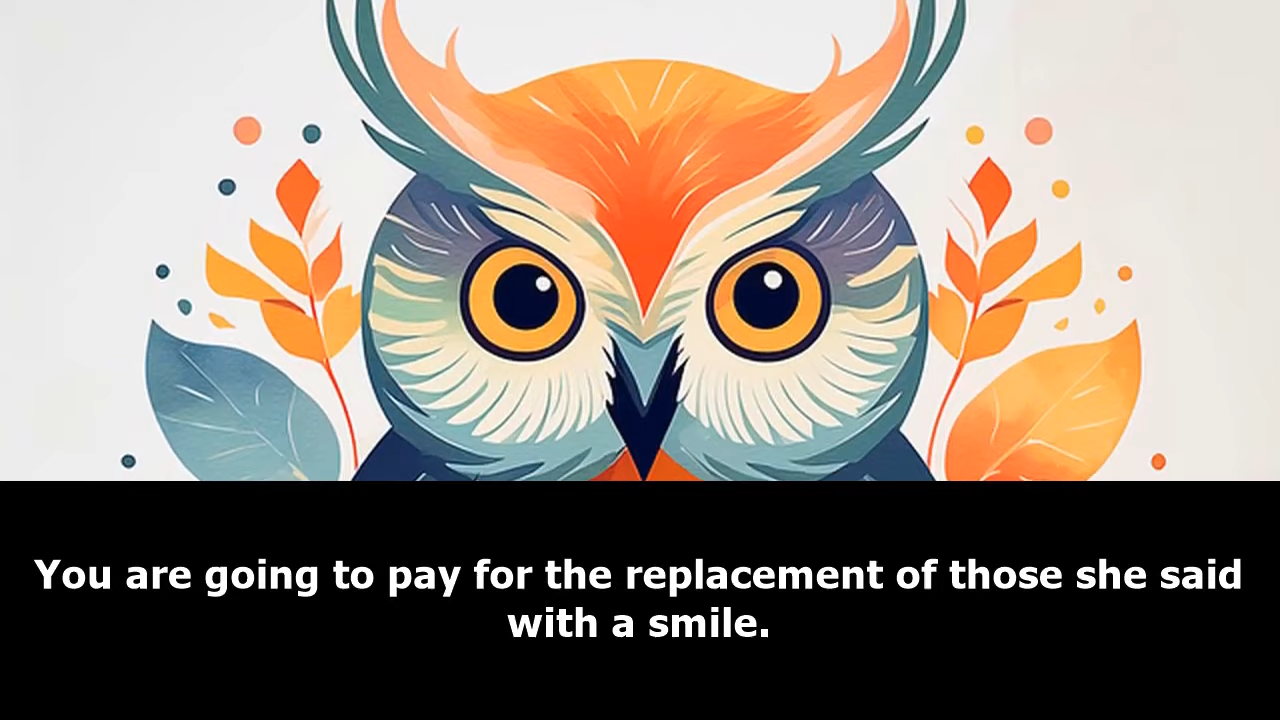 You are going to pay for the replacement of those she said
with a smile.